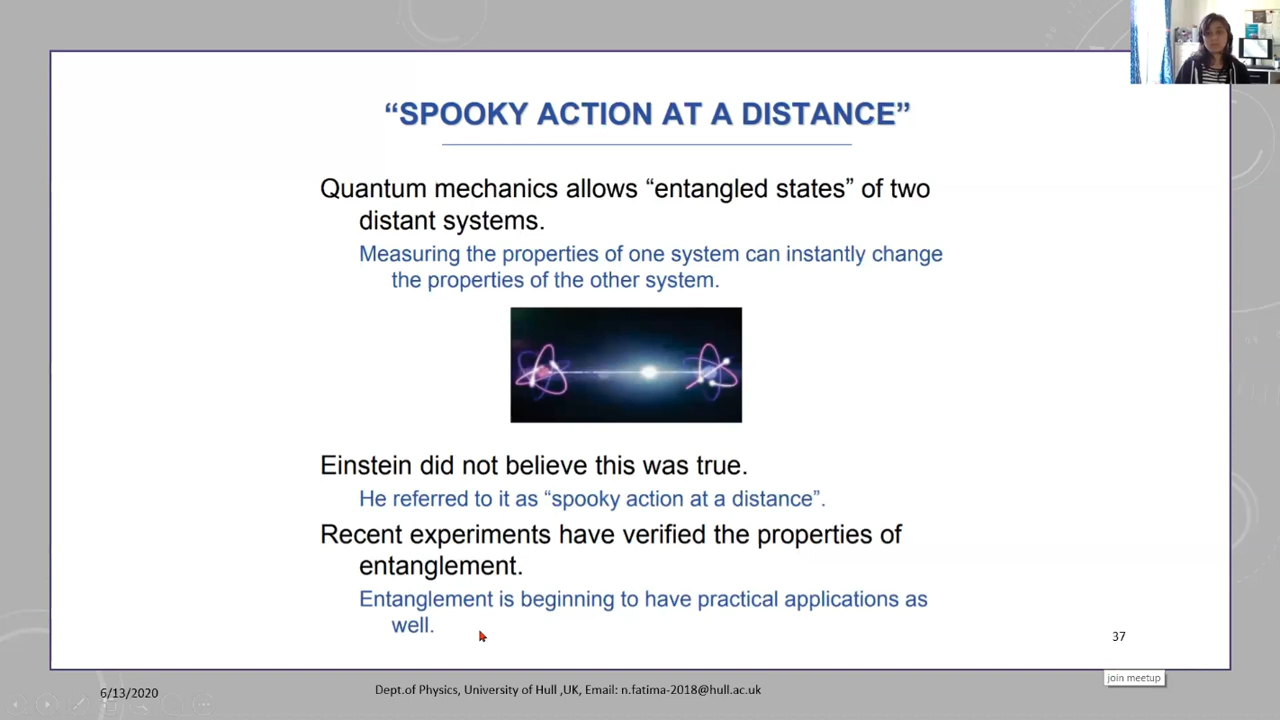 “SPOOKY ACTION AT A DISTANCE”
Quantum mechanics allows “entangled states” of two
distant systems.
Measuring the properties of one system can instantly change
the properties of the other system.
Einstein did not believe this was true.
He referred to it as “spooky action at a distance”.
Recent experiments have verified the properties of
entanglement.
Entanglement is beginning to have practical applications as
well.
37
join meetup
6/13/2020
Dept.of Physics, University of Hull ,UK, Email: n.fatima-2018@hull.ac.uk